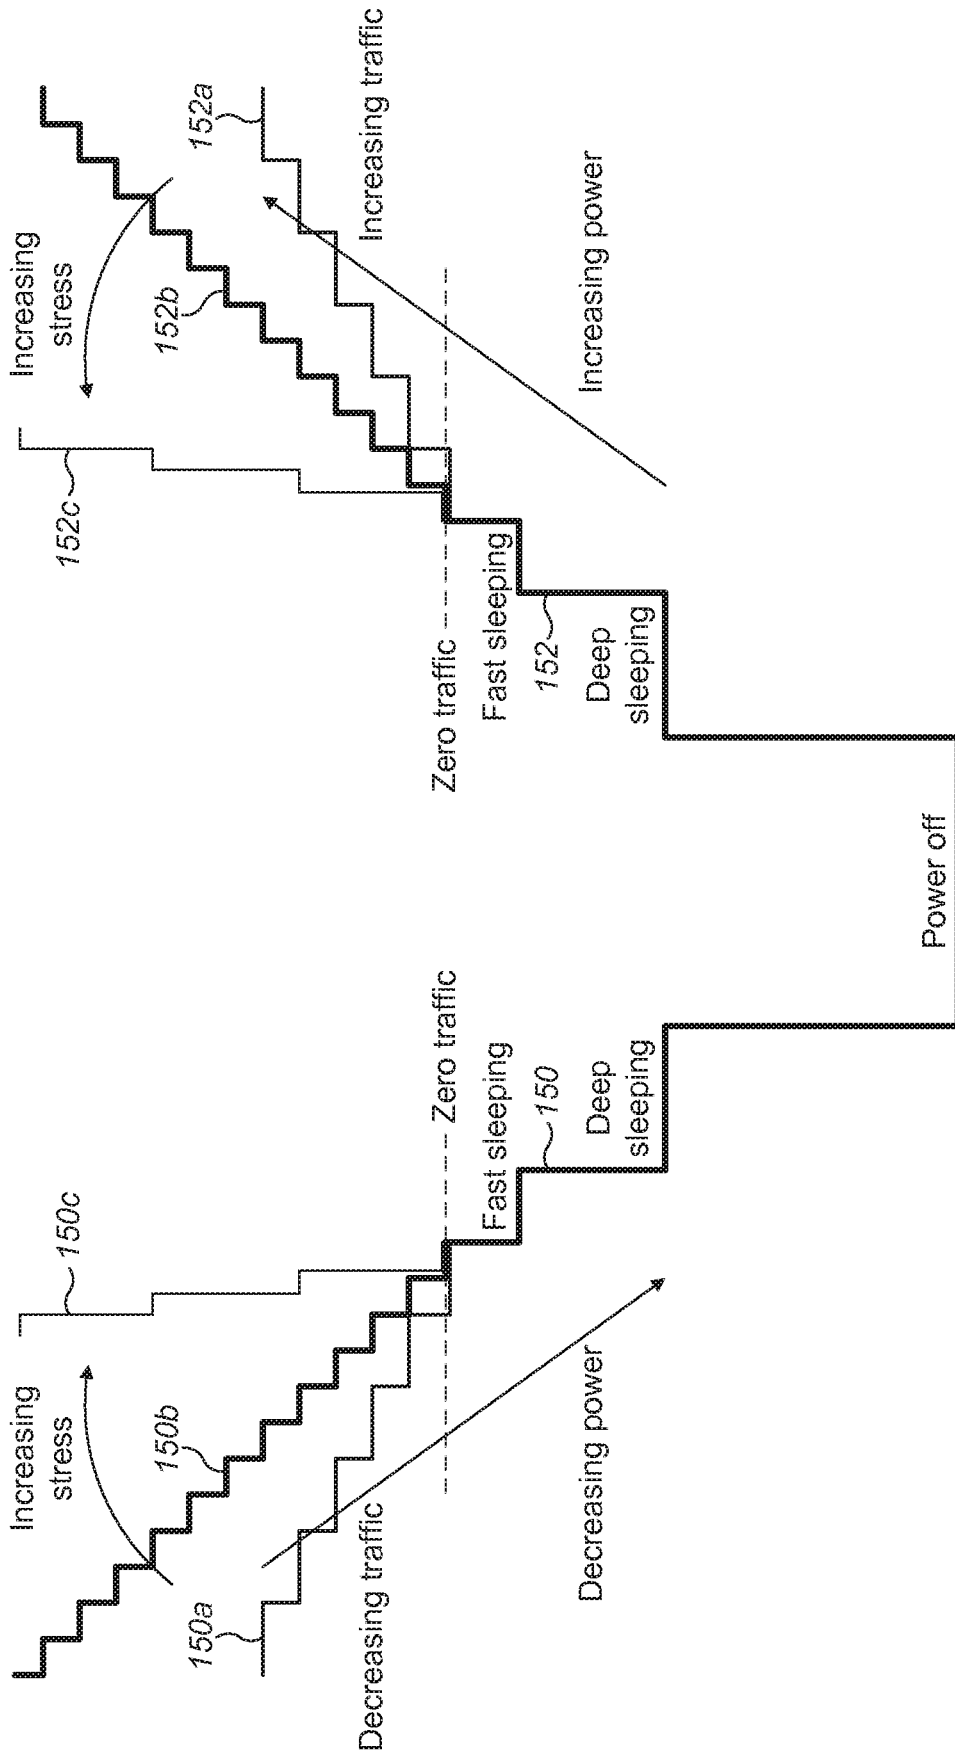 Increasing
stress
150c
150b
150a
Decreasing traffic
Zero traffic
Fast sleeping
150
Deep
sleeping
Decreasing power
Power off
Increasing
stress
152c
152b
152a
Increasing traffic
Zero traffic
Fast sleeping
152
Deep
sleeping
Increasing power